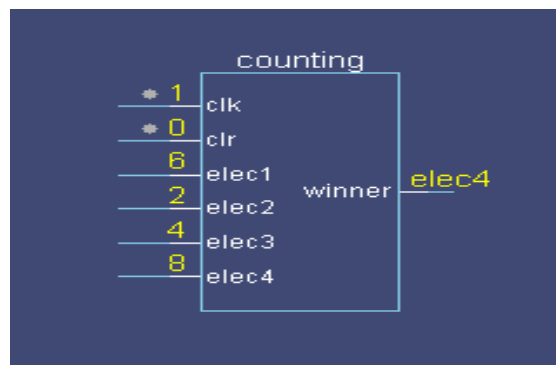 counting
* 1 clk
* 0 clr
6 elec1
2 elec2
4 elec3
8 elec4
winner elec4